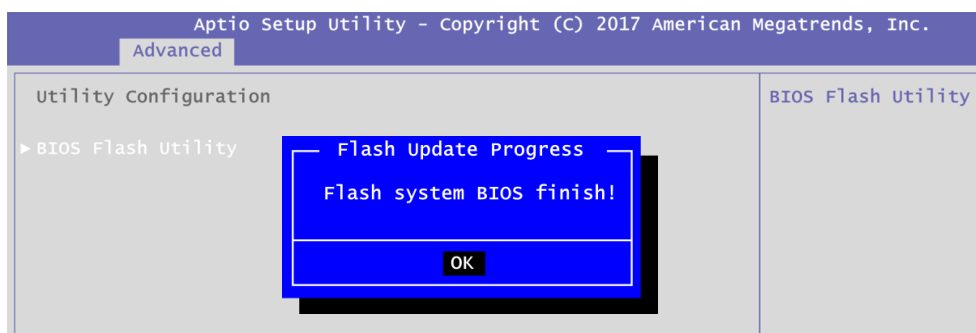 Aptio Setup Utility - Copyright (C) 2017 American Megatrends, Inc.
Advanced
Utility Configuration
BIOS Flash Utility
▶ BIOS Flash Utility
Flash Update Progress
Flash system BIOS finish!
OK